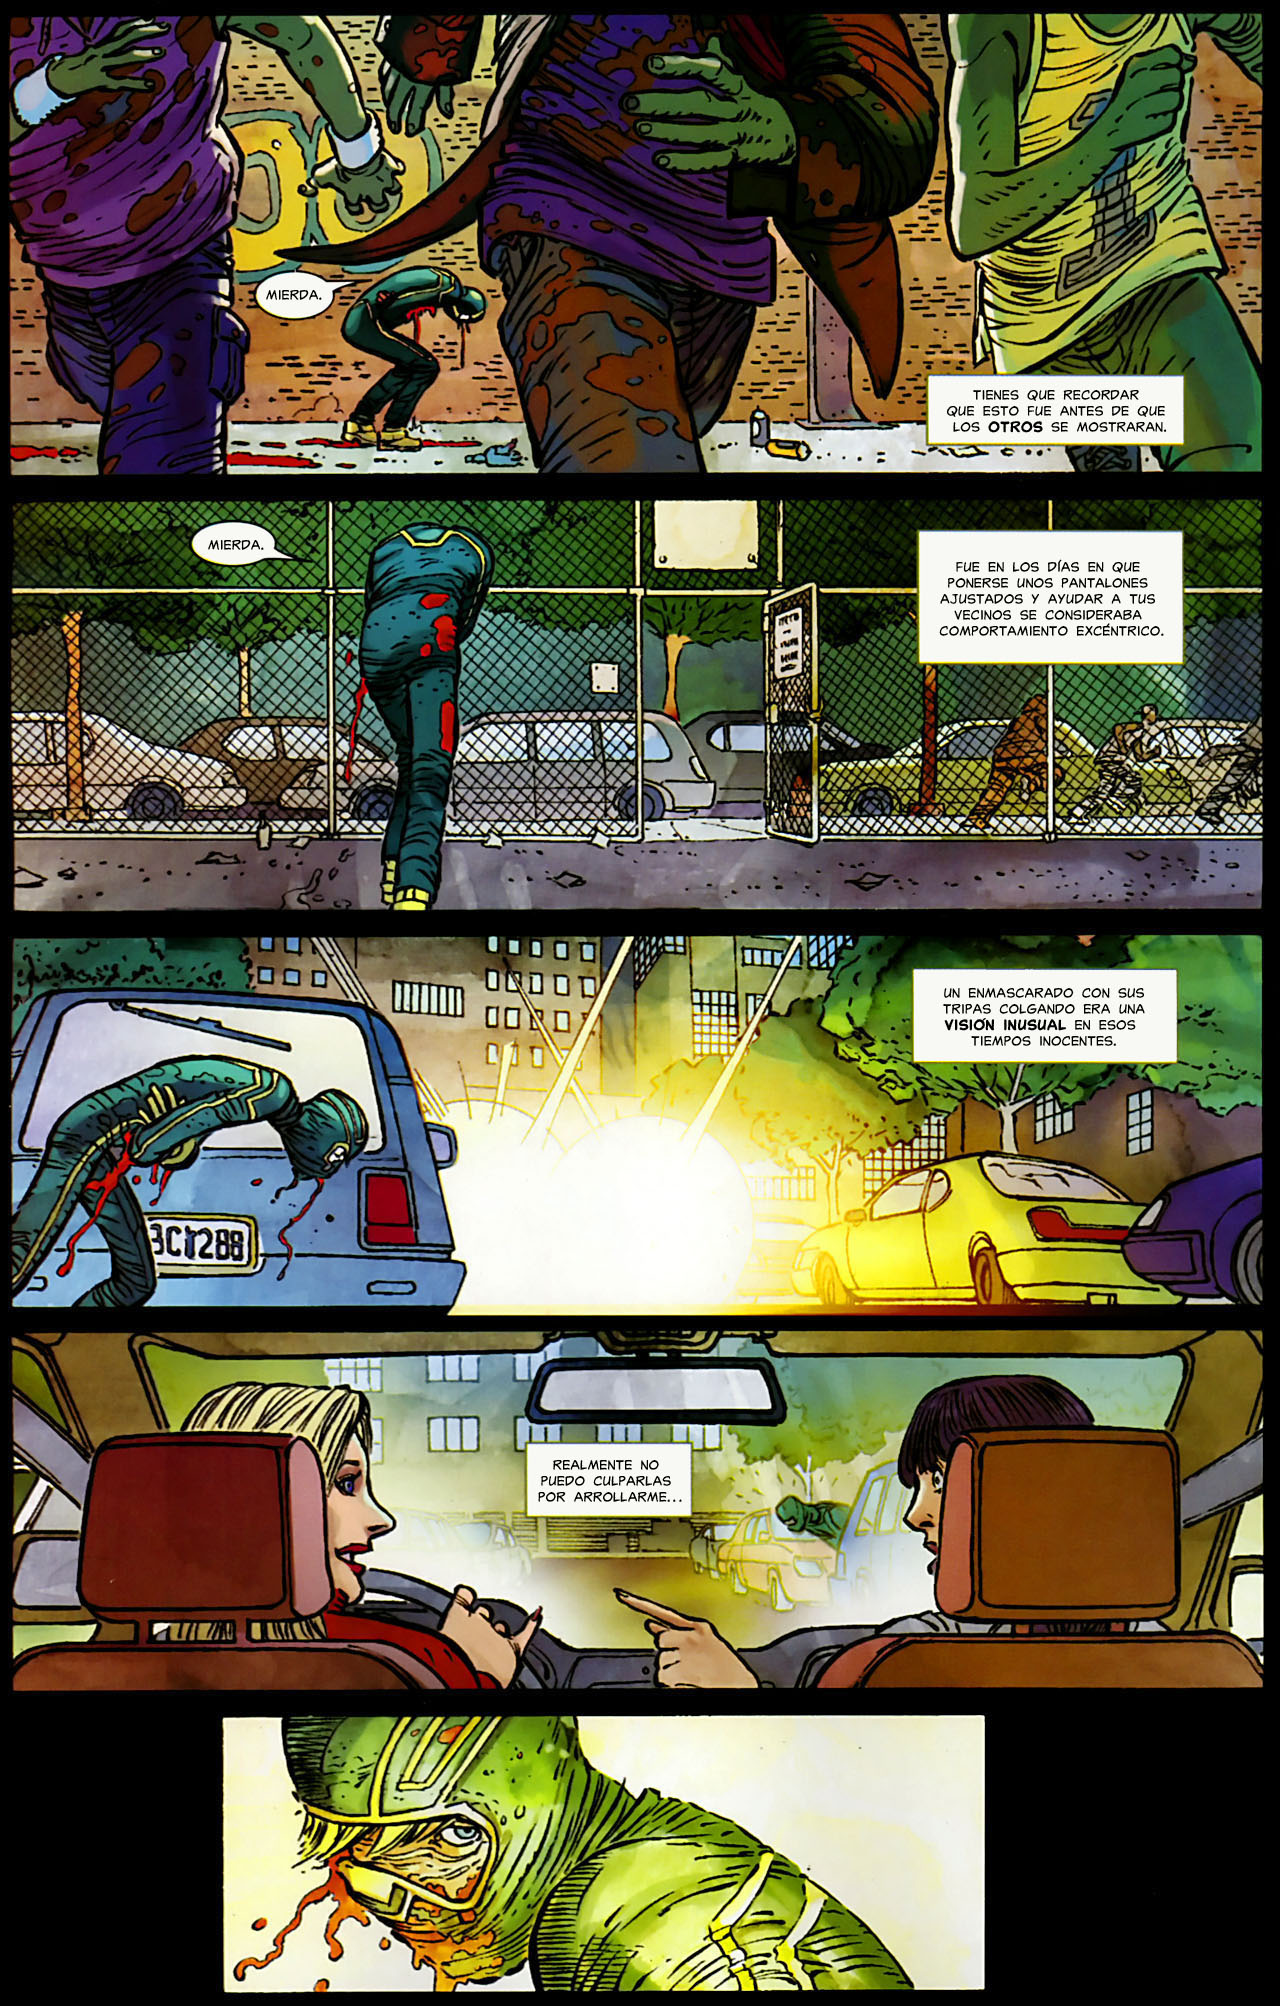 MIERDA.
TIENES QUE RECORDAR
QUE ESTO FUE ANTES DE QUE
LOS OTROS SE MOSTRARAN.
MIERDA.
FUE EN LOS DÍAS EN QUE
PONERSE UNOS PANTALONES
AJUSTADOS Y AYUDAR A TUS
VECINOS SE CONSIDERABA
COMPORTAMIENTO EXCÉNTRICO.
UN ENMASCARADO CON SUS
TRIPAS COLGANDO ERA UNA
VISIÓN INUSUAL EN ESOS
TIEMPOS INOCENTES.
REALMENTE NO
PUEDO CULPARLAS
POR ARROLLARME...